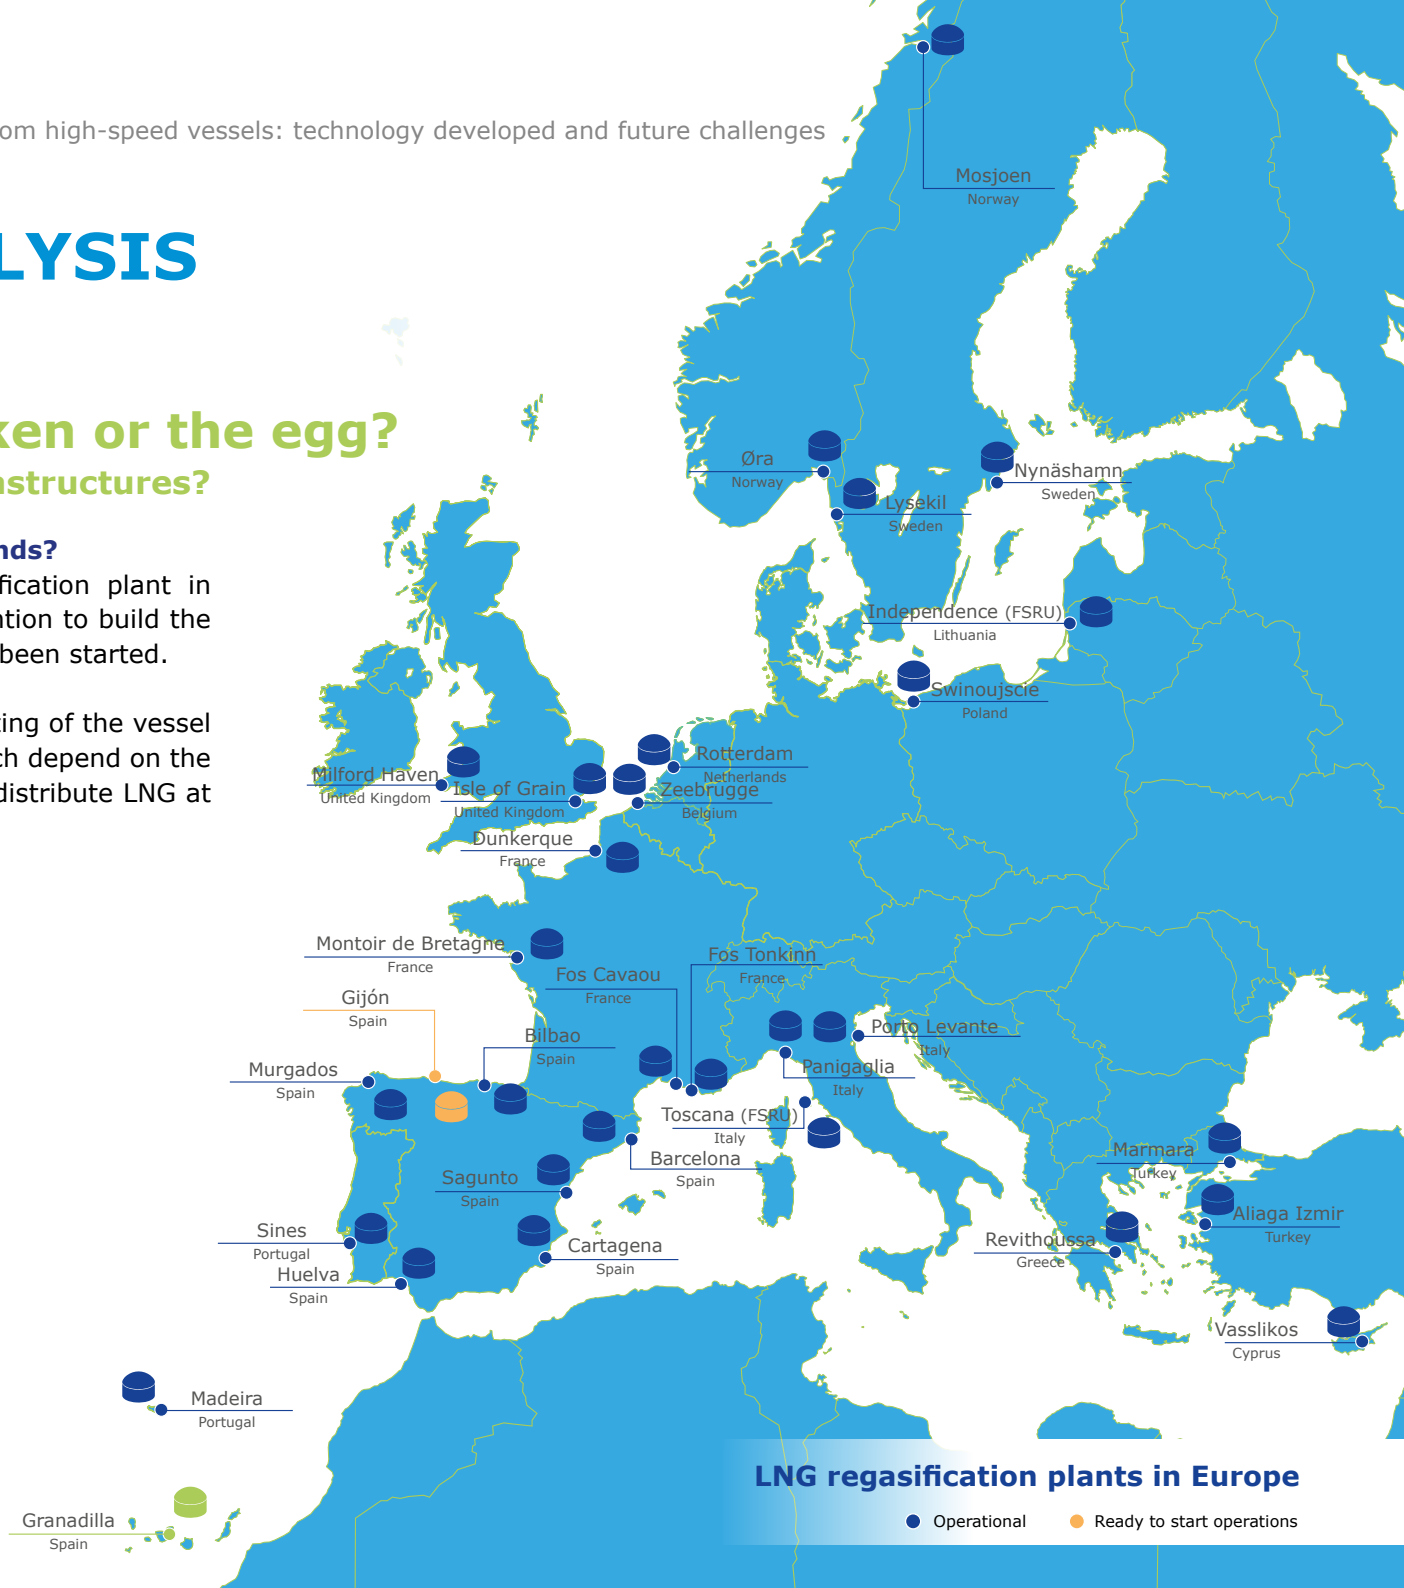 om high-speed vessels: technology developed and future challenges
LYSIS
ken or the egg?
astructures?
nds?
fication plant in
ntion to build the
been started.
ting of the vessel
ch depend on the
distribute LNG at
Mosjoen
Norway
Øra
Norway
Nynäshamn
Sweden
Lysekil
Sweden
Independence (FSRU)
Lithuania
Swinoujscie
Poland
Rotterdam
Netherlands
Milford Haven
United Kingdom
Isle of Grain
United Kingdom
Zeebrugge
Belgium
Dunkerque
France
Montoir de Bretagne
France
Fos Tonkinn
France
Fos Cavaou
France
Gijón
Spain
Bilbao
Spain
Porto Levante
Italy
Murgados
Spain
Panigaglia
Italy
Toscana (FSRU)
Italy
Barcelona
Spain
Marmara
Turkey
Sagunto
Spain
Aliaga Izmir
Turkey
Sines
Portugal
Cartagena
Spain
Revithoussa
Greece
Huelva
Spain
Vasslikos
Cyprus
Madeira
Portugal
Granadilla
Spain
LNG regasification plants in Europe
Operational
Ready to start operations